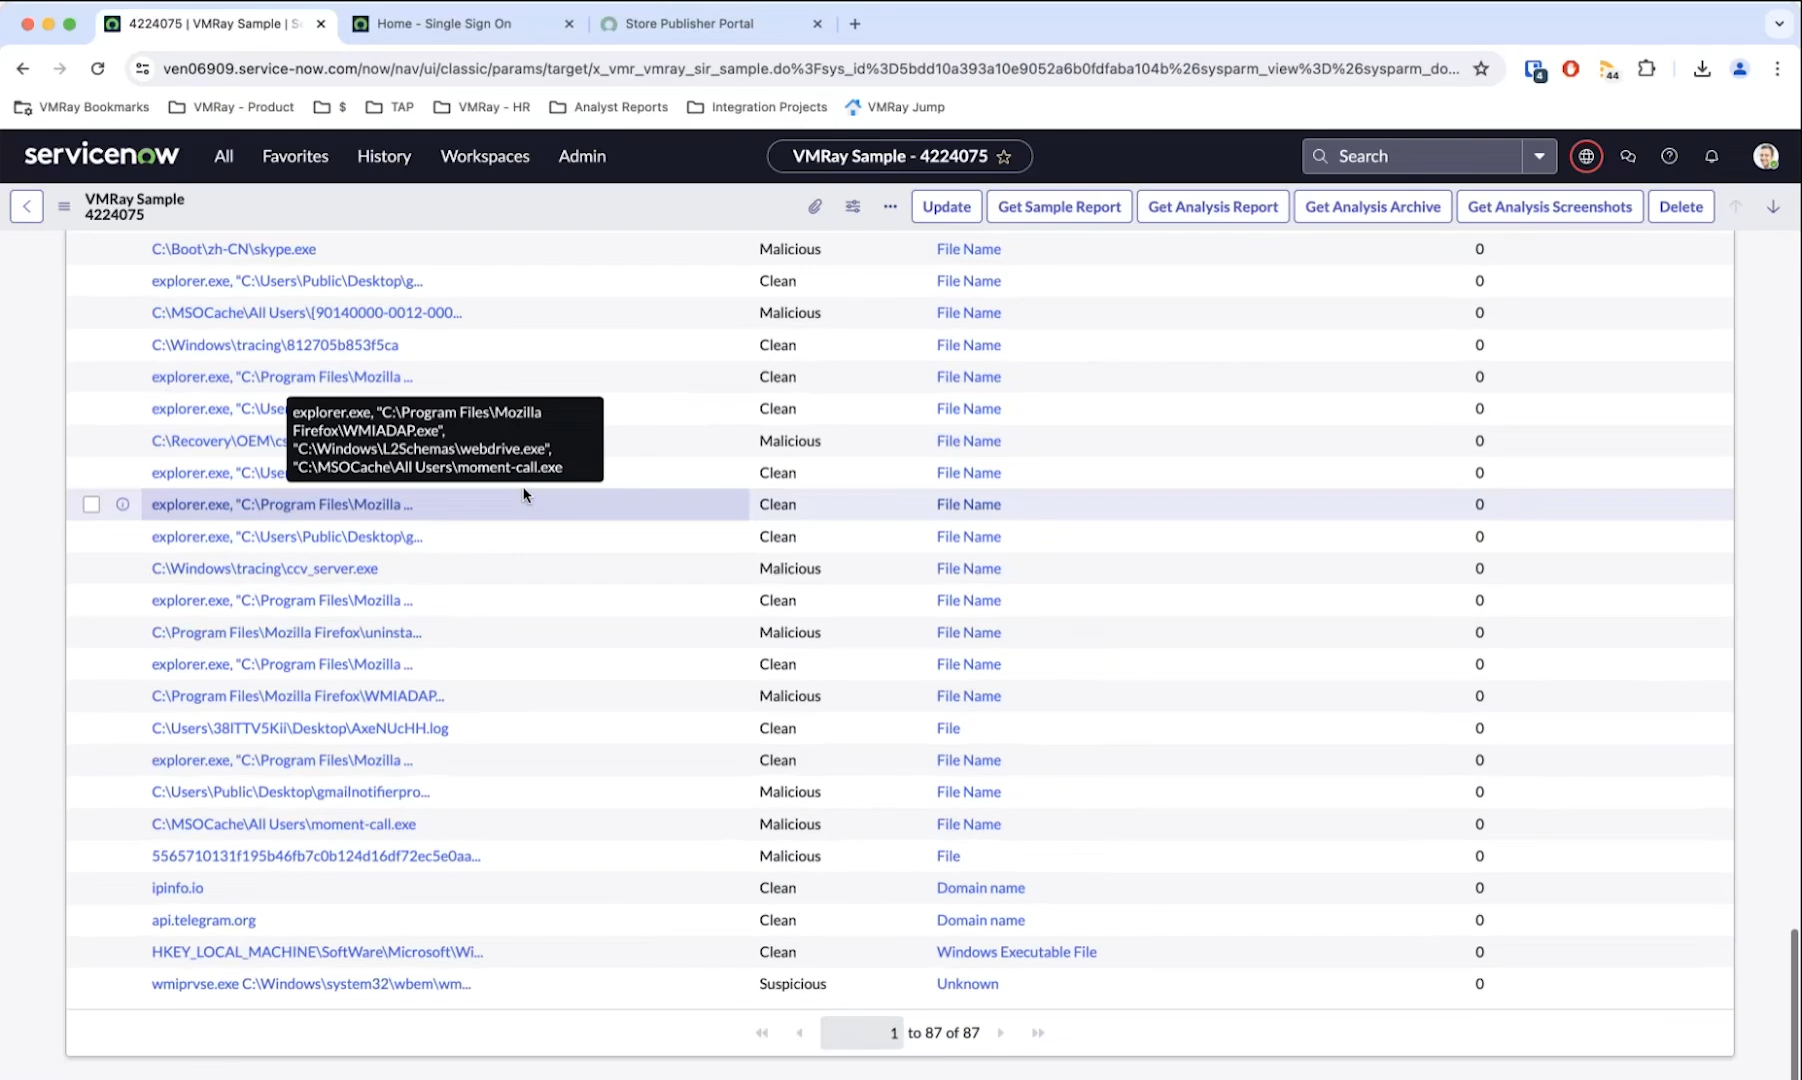 4224075 | VMRay Sample | S
Home - Single Sign On
Store Publisher Portal
ven06909.service-now.com/now/nav/ui/classic/params/target/x_vmr_vmray_sir_sample.do%3Fsys_id%3D5bdd10a393a10e9052a6b0fdfaba104b%26sysparm_view%3D%26sysparm_do...
4
44
VMRay Bookmarks
VMRay - Product
$
TAP
VMRay - HR
Analyst Reports
Integration Projects
VMRay Jump
servicenow
All
Favorites
History
Workspaces
Admin
VMRay Sample - 4224075
Search
VMRay Sample
4224075
Update
Get Sample Report
Get Analysis Report
Get Analysis Archive
Get Analysis Screenshots
Delete
C:\Boot\zh-CN\skype.exe Malicious File Name 0
explorer.exe, "C:\Users\Public\Desktop\g... Clean File Name 0
C:\MSOCache\All Users\{90140000-0012-000... Malicious File Name 0
C:\Windows\tracing\812705b853f5ca Clean File Name 0
explorer.exe, "C:\Program Files\Mozilla ... Clean File Name 0
explorer.exe, "C:\Use Clean File Name 0
C:\Recovery\OEM\cs Malicious File Name 0
explorer.exe, "C:\Use Clean File Name 0
explorer.exe, "C:\Program Files\Mozilla
Firefox\WMIADAP.exe",
"C:\Windows\L2Schemas\webdrive.exe",
"C:\MSOCache\All Users\moment-call.exe
explorer.exe, "C:\Program Files\Mozilla ... Clean File Name 0
explorer.exe, "C:\Users\Public\Desktop\g... Clean File Name 0
C:\Windows\tracing\ccv_server.exe Malicious File Name 0
explorer.exe, "C:\Program Files\Mozilla ... Clean File Name 0
C:\Program Files\Mozilla Firefox\uninsta... Malicious File Name 0
explorer.exe, "C:\Program Files\Mozilla ... Clean File Name 0
C:\Program Files\Mozilla Firefox\WMIADAP... Malicious File Name 0
C:\Users\38lTTV5Kii\Desktop\AxeNUcHH.log Clean File 0
explorer.exe, "C:\Program Files\Mozilla ... Clean File Name 0
C:\Users\Public\Desktop\gmailnotifierpro... Malicious File Name 0
C:\MSOCache\All Users\moment-call.exe Malicious File Name 0
5565710131f195b46fb7c0b124d16df72ec5e0aa... Malicious File 0
ipinfo.io Clean Domain name 0
api.telegram.org Clean Domain name 0
HKEY_LOCAL_MACHINE\SoftWare\Microsoft\Wi... Clean Windows Executable File 0
wmiprvse.exe C:\Windows\system32\wbem\wm... Suspicious Unknown 0
1 to 87 of 87